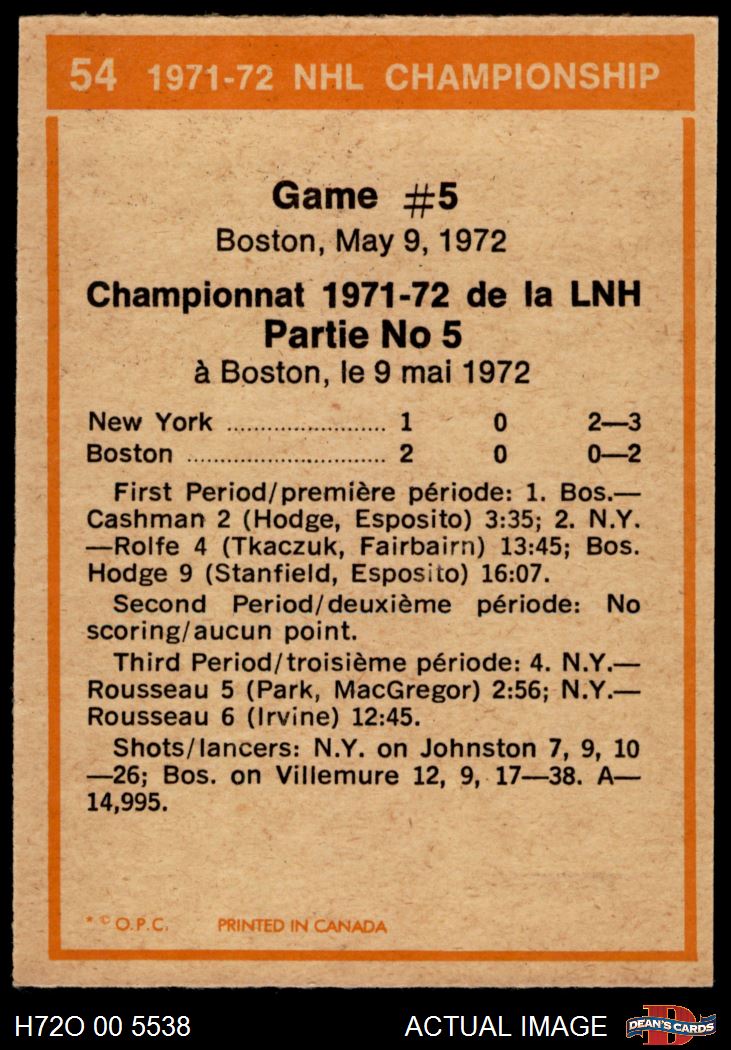 54 1971-72 NHL CHAMPIONSHIP
Game #5
Boston, May 9, 1972
Championnat 1971-72 de la LNH
Partie No 5
à Boston, le 9 mai 1972
New York ...................... 1 0 2—3
Boston ........................... 2 0 0—2
First Period/première période: 1. Bos.—
Cashman 2 (Hodge, Esposito) 3:35; 2. N.Y.
—Rolfe 4 (Tkaczuk, Fairbairn) 13:45; Bos.
Hodge 9 (Stanfield, Esposito) 16:07.
Second Period/deuxième période: No
scoring/aucun point.
Third Period/troisième période: 4. N.Y.—
Rousseau 5 (Park, MacGregor) 2:56; N.Y.—
Rousseau 6 (Irvine) 12:45.
Shots/lancers: N.Y. on Johnston 7, 9, 10
—26; Bos. on Villemure 12, 9, 17—38. A—
14,995.
* © O.P.C. PRINTED IN CANADA
H72O 00 5538 ACTUAL IMAGE D DEAN'S CARDS